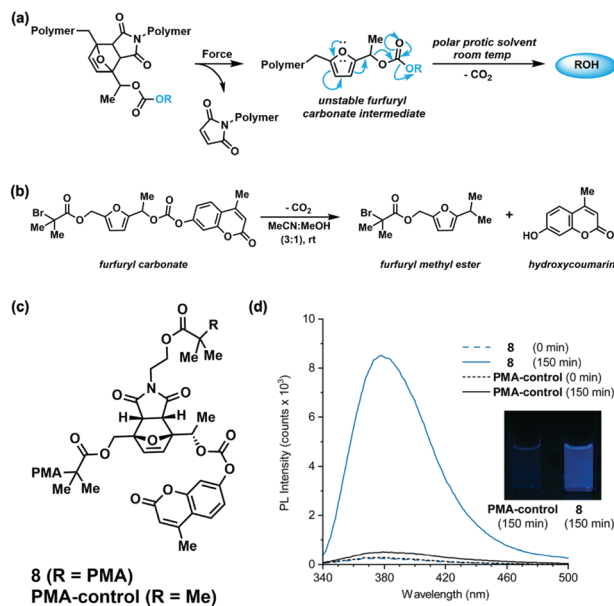 (a)
Polymer
N-Polymer
O
O
O
Me
O
O
OR
Force
Polymer
N-
O
O
Polymer
O
Me
O
O
OR
unstable furfuryl
carbonate intermediate
polar protic solvent
room temp
- CO2
ROH
(b)
Br
Me
Me
O
O
O
Me
O
O
O
Me
O
O
furfuryl carbonate
- CO2
MeCN:MeOH
(3:1), rt
Br
Me
Me
O
O
O
Me
Me
furfuryl methyl ester
+
HO
Me
O
O
hydroxycoumarin
(c)
O
R
Me
Me
O
O
N
O
H
H
Me
O
O
O
O
O
PMA
Me
Me
O
O
O
Me
8 (R = PMA)
PMA-control (R = Me)
(d)
PL Intensity (counts x 10³)
10
8
6
4
2
0
340
380
420
460
500
Wavelength (nm)
8 (0 min)
8 (150 min)
PMA-control (0 min)
PMA-control (150 min)
PMA-control
(150 min)
8
(150 min)